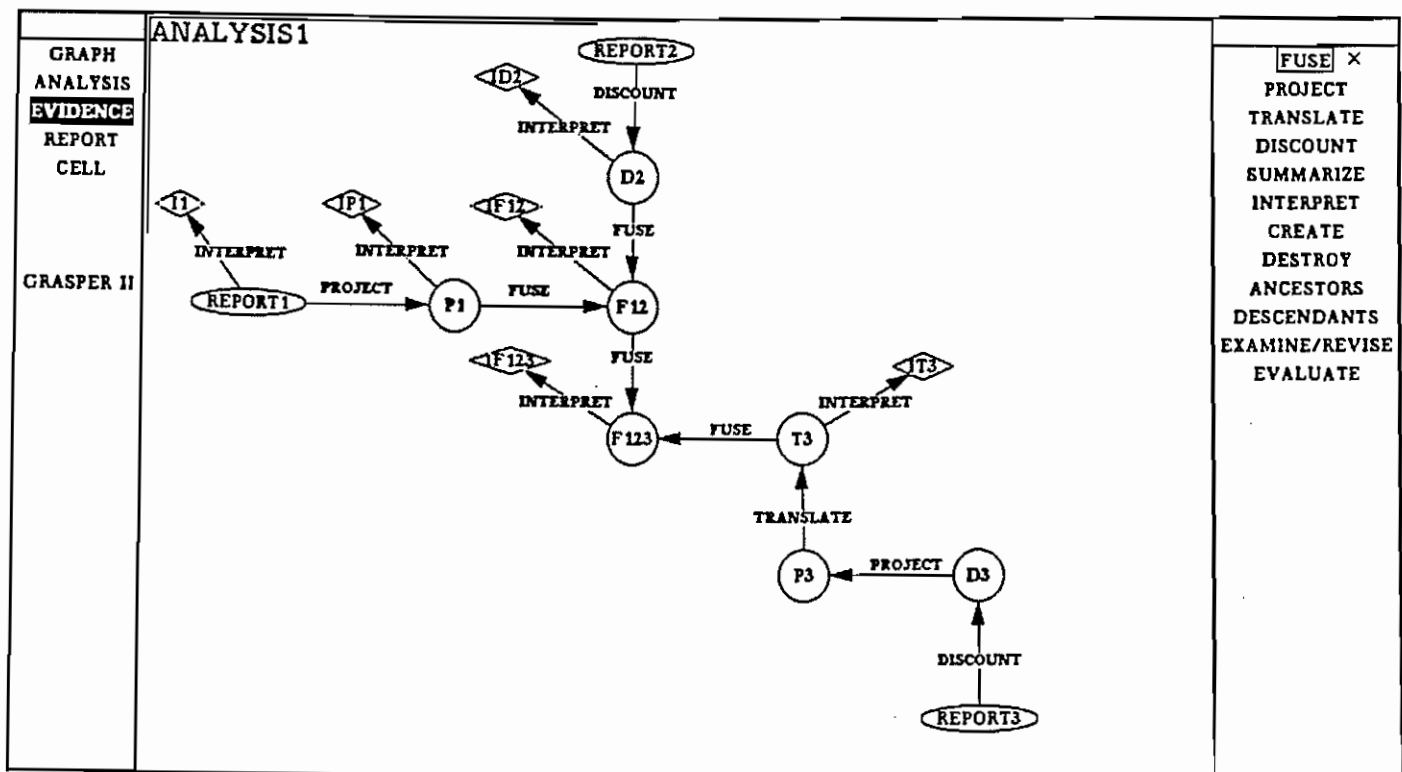 GRAPH
ANALYSIS
EVIDENCE
REPORT
CELL
GRASPER II
ANALYSIS1
REPORT2
ID2
DISCOUNT
INTERPRET
D2
I1
IP1
IF12
FUSE
INTERPRET
INTERPRET
INTERPRET
REPORT1
PROJECT
P1
FUSE
F12
IF123
FUSE
IT3
INTERPRET
INTERPRET
F123
FUSE
T3
TRANSLATE
P3
PROJECT
D3
DISCOUNT
REPORT3
FUSE ×
PROJECT
TRANSLATE
DISCOUNT
SUMMARIZE
INTERPRET
CREATE
DESTROY
ANCESTORS
DESCENDANTS
EXAMINE/REVISE
EVALUATE